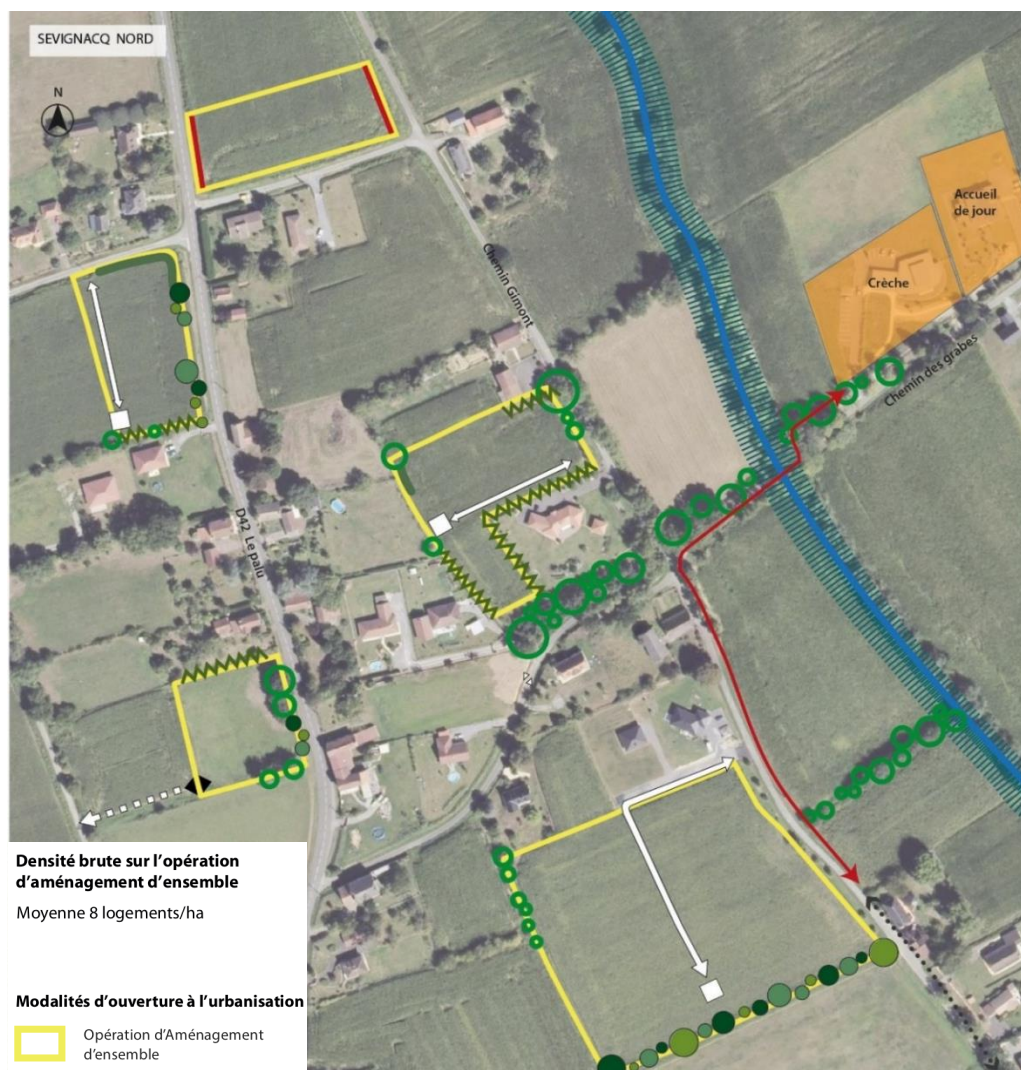 SEVIGNACQ NORD
N
Accueil
de jour
Crèche
Chemin Gimont
Chemin des grabes
D42 Le palu
Densité brute sur l'opération
d'aménagement d'ensemble
Moyenne 8 logements/ha
Modalités d'ouverture à l'urbanisation
Opération d'Aménagement
d'ensemble